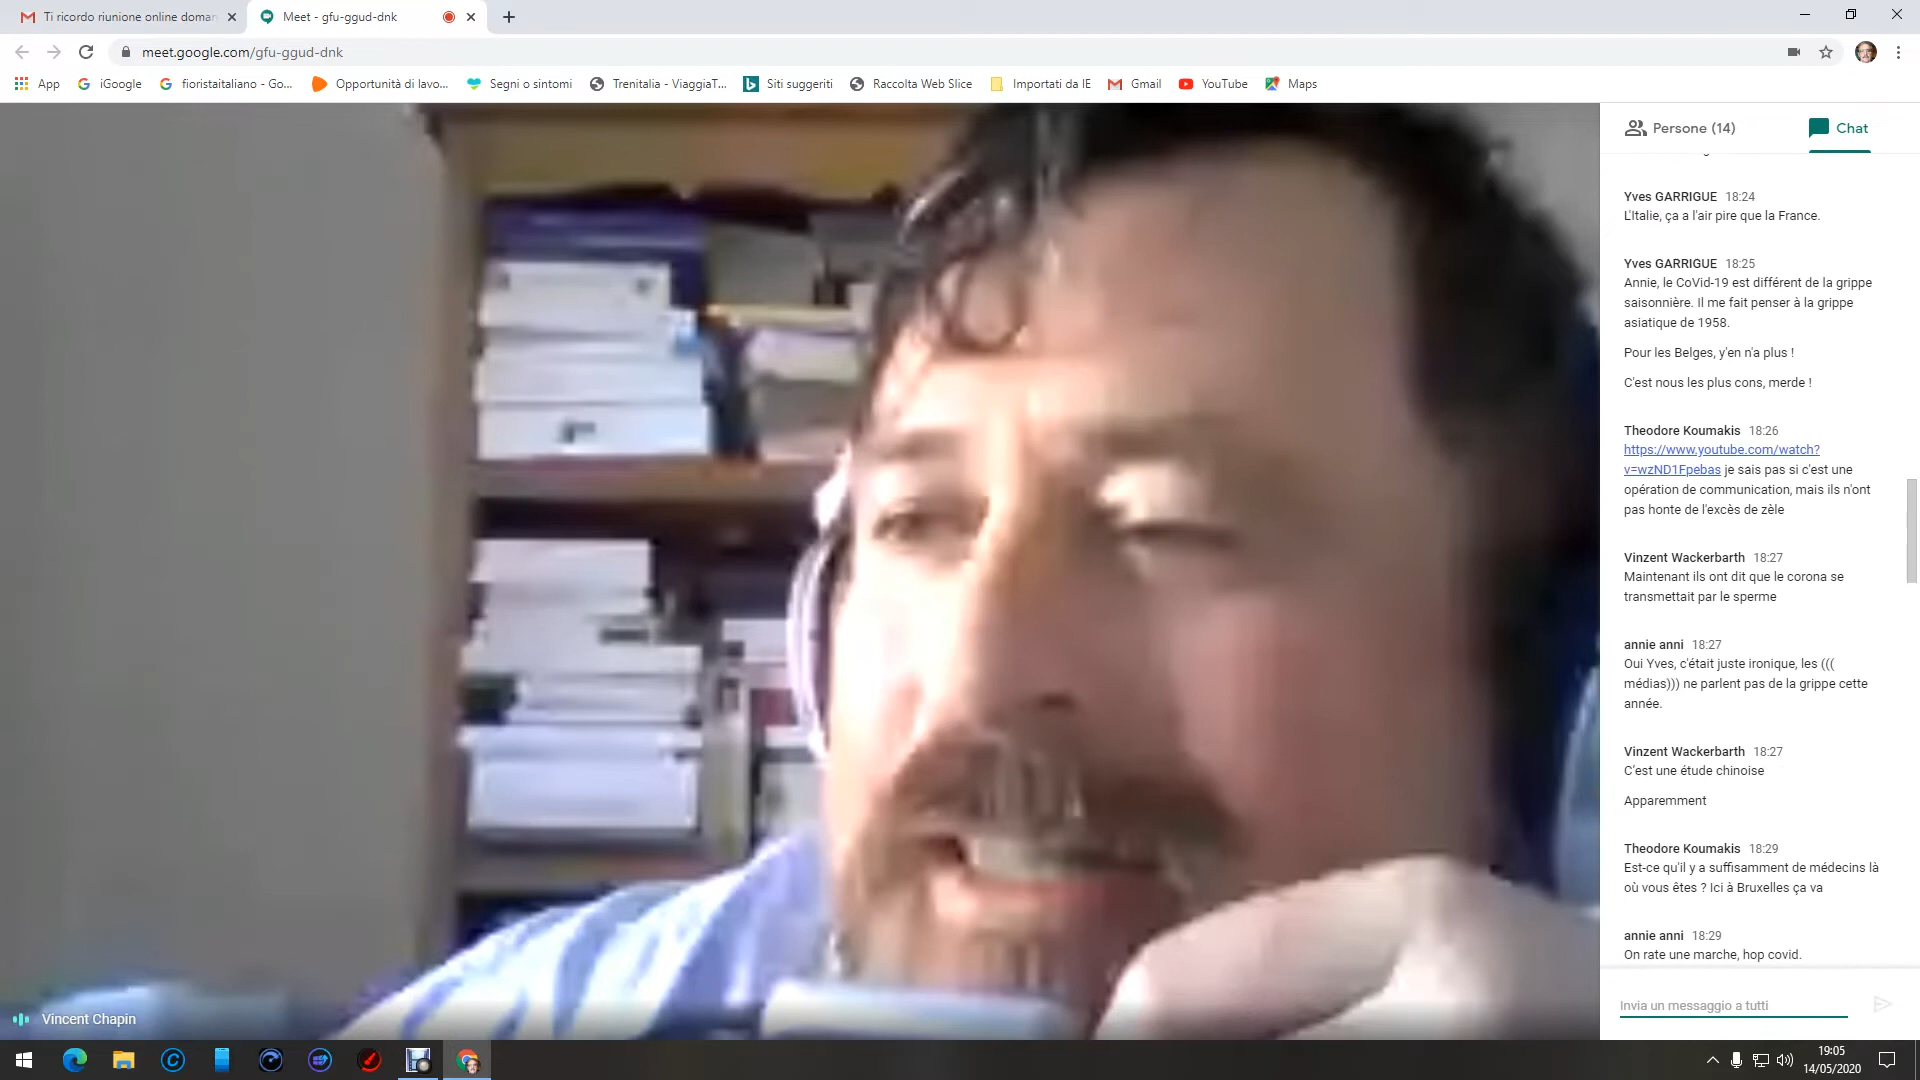 Ti ricordo riunione online doman
Meet - gfu-ggud-dnk
meet.google.com/gfu-ggud-dnk
App
iGoogle
fioristaitaliano - Go...
Opportunità di lavo...
Segni o sintomi
Trenitalia - ViaggiaT...
Siti suggeriti
Raccolta Web Slice
Importati da IE
Gmail
YouTube
Maps
Persone (14)
Chat
Yves GARRIGUE 18:24
L'Italie, ça a l'air pire que la France.
Yves GARRIGUE 18:25
Annie, le CoVid-19 est différent de la grippe
saisonnière. Il me fait penser à la grippe
asiatique de 1958.
Pour les Belges, y'en n'a plus !
C'est nous les plus cons, merde !
Theodore Koumakis 18:26
https://www.youtube.com/watch?
v=wzND1Fpebas je sais pas si c'est une
opération de communication, mais ils n'ont
pas honte de l'excès de zèle
Vinzent Wackerbarth 18:27
Maintenant ils ont dit que le corona se
transmettait par le sperme
annie anni 18:27
Oui Yves, c'était juste ironique, les (((
médias))) ne parlent pas de la grippe cette
année.
Vinzent Wackerbarth 18:27
C'est une étude chinoise
Apparemment
Theodore Koumakis 18:29
Est-ce qu'il y a suffisamment de médecins là
où vous êtes ? Ici à Bruxelles ça va
annie anni 18:29
On rate une marche, hop covid.
Invia un messaggio a tutti
Vincent Chapin
19:05
14/05/2020